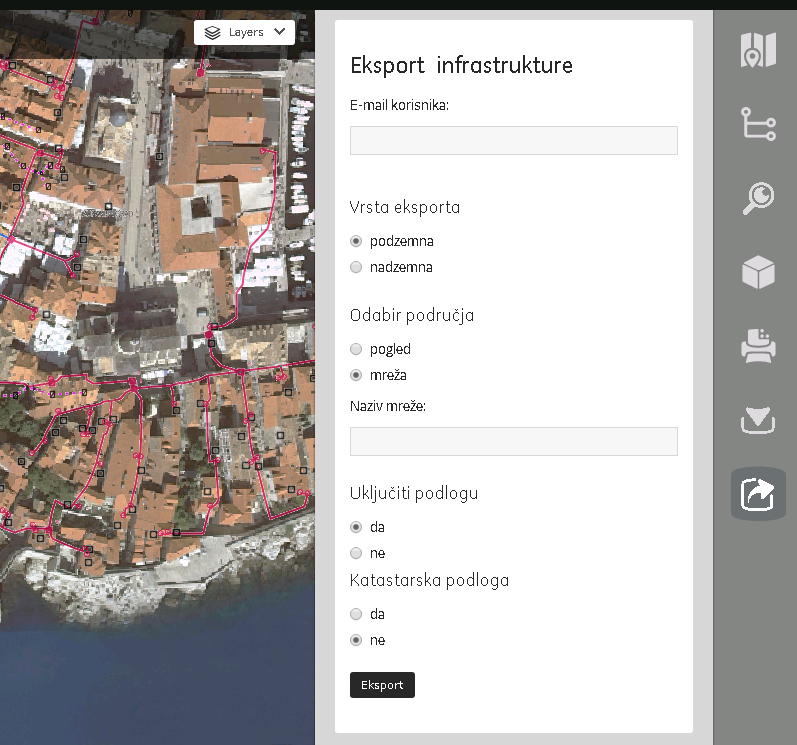 Layers
Eksport infrastrukture
E-mail korisnika:
Vrsta eksporta
podzemna
nadzemna
Odabir područja
pogled
mreža
Naziv mreže:
Uključiti podlogu
da
ne
Katastarska podloga
da
ne
Eksport